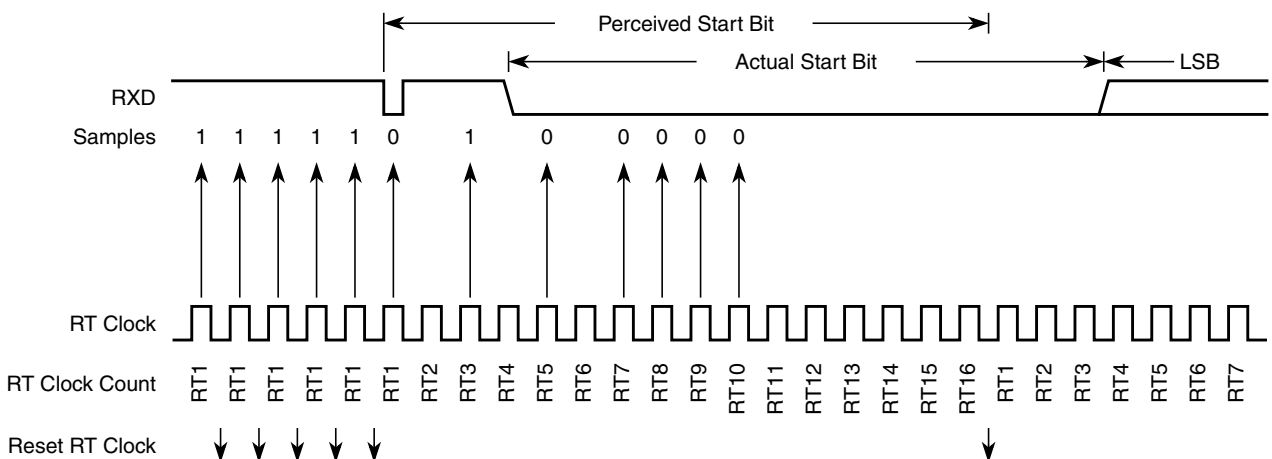 Perceived Start Bit
Actual Start Bit LSB
RXD
Samples 1 1 1 1 1 0 1 0 0 0 0 0
RT Clock
RT Clock Count RT1 RT1 RT1 RT1 RT1 RT1 RT2 RT3 RT4 RT5 RT6 RT7 RT8 RT9 RT10 RT11 RT12 RT13 RT14 RT15 RT16 RT1 RT2 RT3 RT4 RT5 RT6 RT7
Reset RT Clock